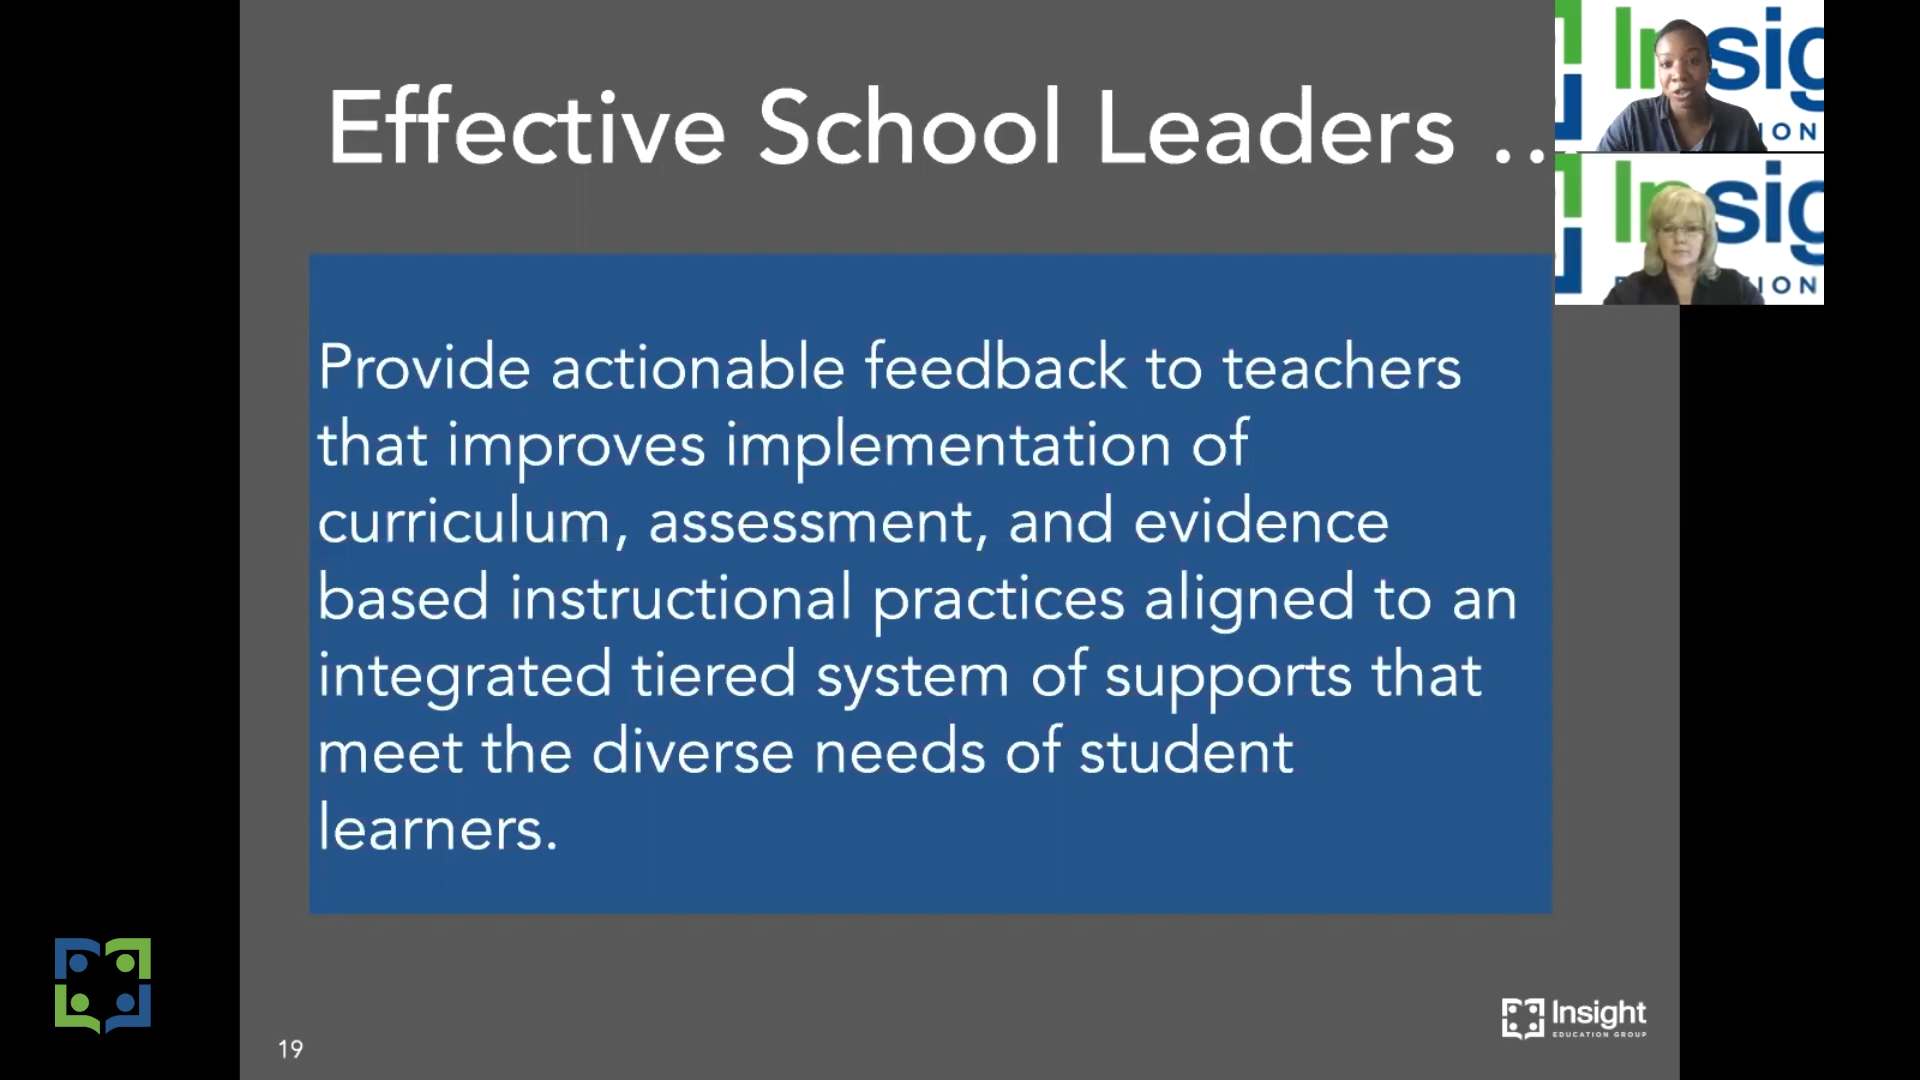 Effective School Leaders ..
Provide actionable feedback to teachers
that improves implementation of
curriculum, assessment, and evidence
based instructional practices aligned to an
integrated tiered system of supports that
meet the diverse needs of student
learners.
Insight
EDUCATION GROUP
19